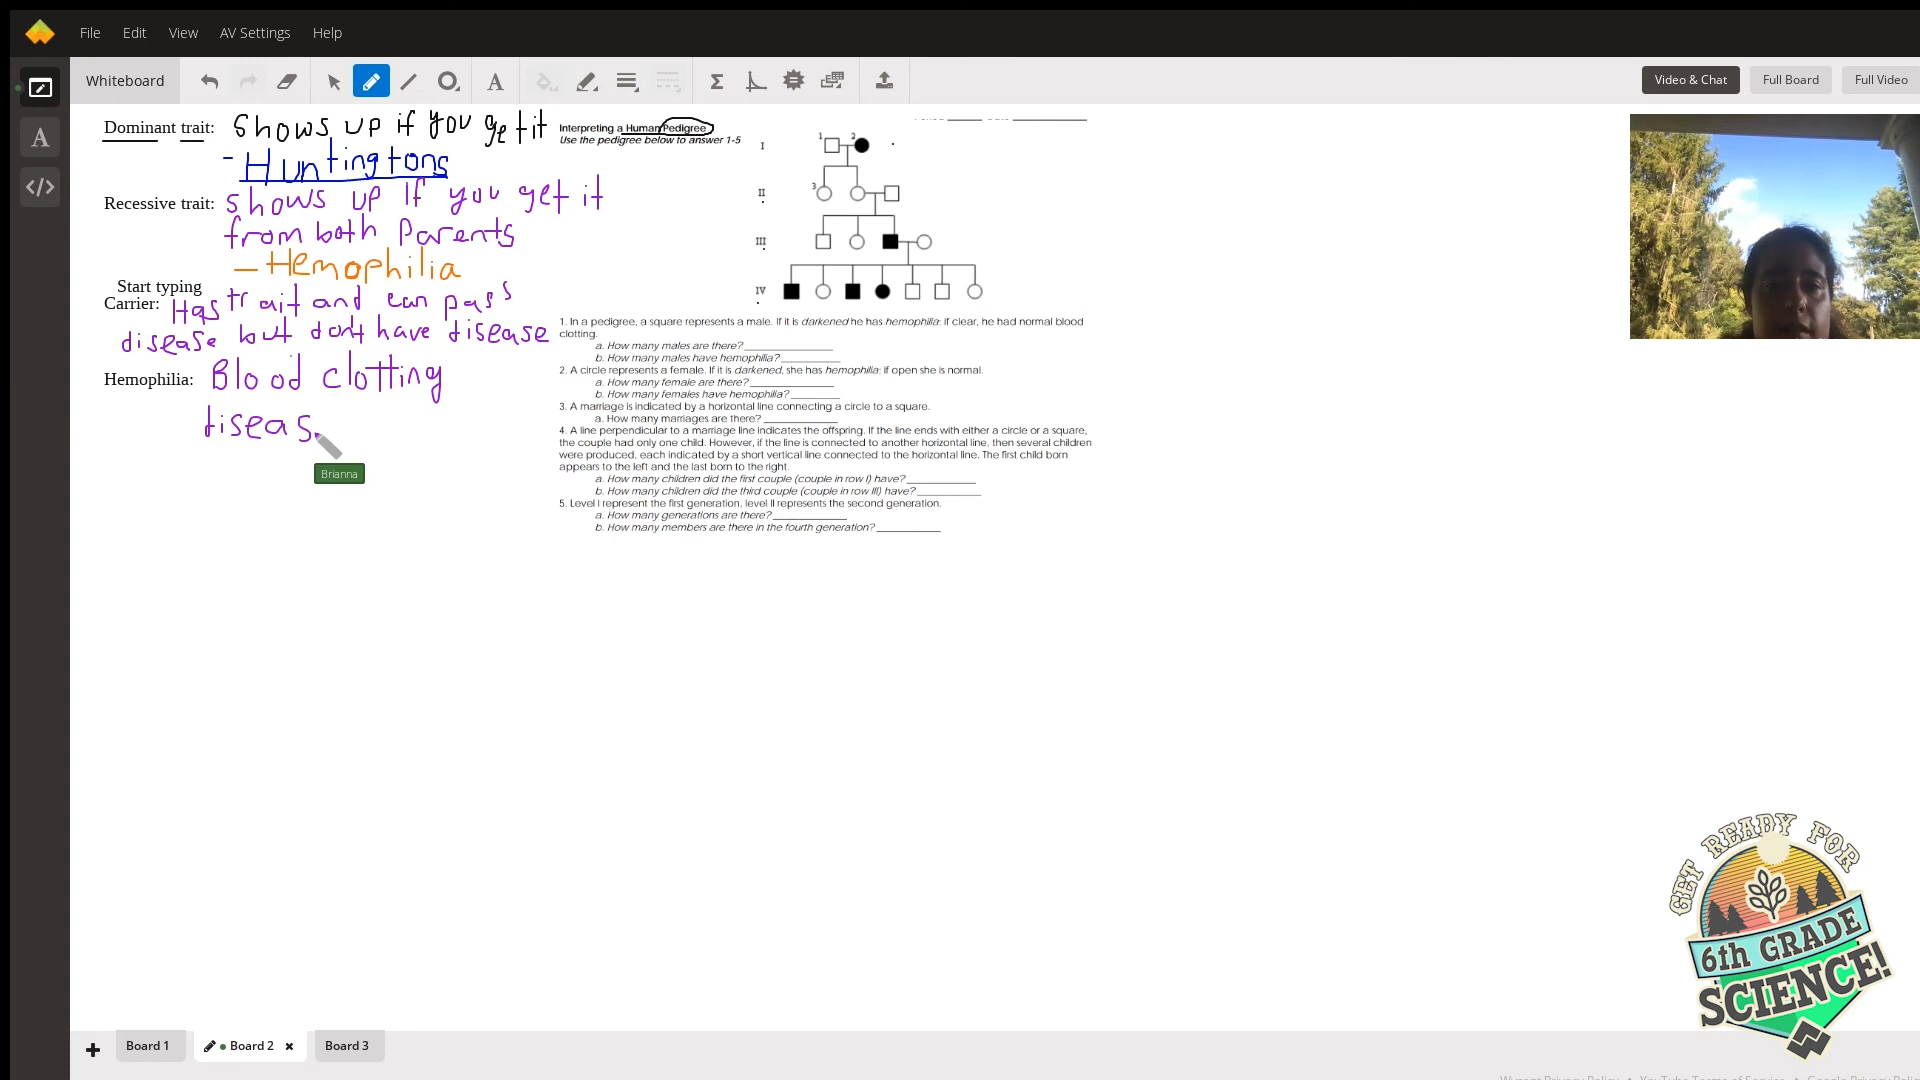 File Edit View AV Settings Help
Whiteboard A Σ Video & Chat Full Board Full Video
Dominant trait: Shows up if you get it
- Huntingtons
Recessive trait: Shows up If you get it
from both Parents
- Hemophilia
Start typing
Carrier: Has trait and can pass
disease but dont have disease
Hemophilia: Blood clotting
diseas
Brianna
Interpreting a Human Pedigree
Use the pedigree below to answer 1-5
I 1 2
II 3
III
IV
1. In a pedigree, a square represents a male. If it is darkened he has hemophilia; if clear, he had normal blood
clotting.
a. How many males are there? ____________
b. How many males have hemophilia? ________
2. A circle represents a female. If it is darkened, she has hemophilia; if open she is normal.
a. How many female are there? ____________
b. How many females have hemophilia? ________
3. A marriage is indicated by a horizontal line connecting a circle to a square.
a. How many marriages are there? __________
4. A line perpendicular to a marriage line indicates the offspring. If the line ends with either a circle or a square,
the couple had only one child. However, if the line is connected to another horizontal line, then several children
were produced, each indicated by a short vertical line connected to the horizontal line. The first child born
appears to the left and the last born to the right.
a. How many children did the first couple (couple in row I) have? __________
b. How many children did the third couple (couple in row III) have? _________
5. Level I represent the first generation, level II represents the second generation.
a. How many generations are there? __________
b. How many members are there in the fourth generation? _________
GET READY FOR
6th GRADE
SCIENCE!
Board 1 Board 2 Board 3